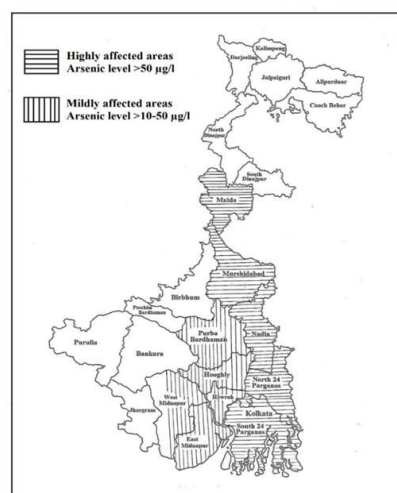 Highly affected areas
Arsenic level >50 µg/l
Mildly affected areas
Arsenic level >10-50 µg/l
Kalimpong
Darjeeling
Jalpaiguri
Alipurduar
Cooch Behar
North
Dinajpur
South
Dinajpur
Malda
Murshidabad
Birbhum
Paschim
Bardhaman
Purba
Bardhaman
Nadia
Purulia
Bankura
Hooghly
North 24
Parganas
Howrah
West
Midnapur
Kolkata
Jhargram
South 24
Parganas
East
Midnapur